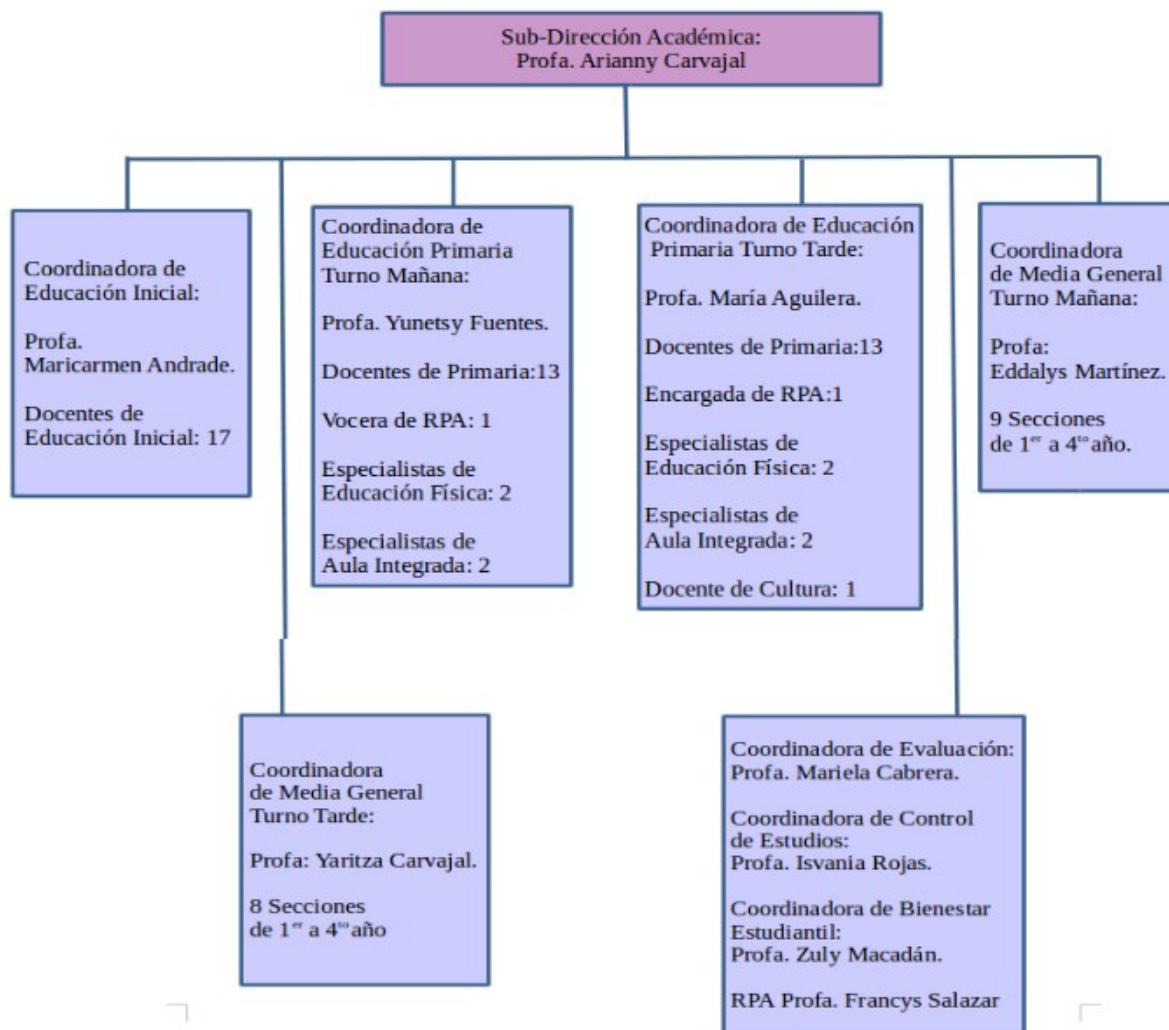 Sub-Dirección Académica:
Profa. Arianny Carvajal
Coordinadora de
Educación Inicial:
Profa.
Maricarmen Andrade.
Docentes de
Educación Inicial: 17
Coordinadora de
Educación Primaria
Turno Mañana:
Profa. Yunetsy Fuentes.
Docentes de Primaria:13
Vocera de RPA: 1
Especialistas de
Educación Física: 2
Especialistas de
Aula Integrada: 2
Coordinadora de Educación
Primaria Turno Tarde:
Profa. María Aguilera.
Docentes de Primaria:13
Encargada de RPA:1
Especialistas de
Educación Física: 2
Especialistas de
Aula Integrada: 2
Docente de Cultura: 1
Coordinadora
de Media General
Turno Mañana:
Profa:
Eddalys Martínez.
9 Secciones
de 1er a 4to año.
Coordinadora
de Media General
Turno Tarde:
Profa: Yaritza Carvajal.
8 Secciones
de 1er a 4to año
Coordinadora de Evaluación:
Profa. Mariela Cabrera.
Coordinadora de Control
de Estudios:
Profa. Isvania Rojas.
Coordinadora de Bienestar
Estudiantil:
Profa. Zuly Macadán.
RPA Profa. Francys Salazar